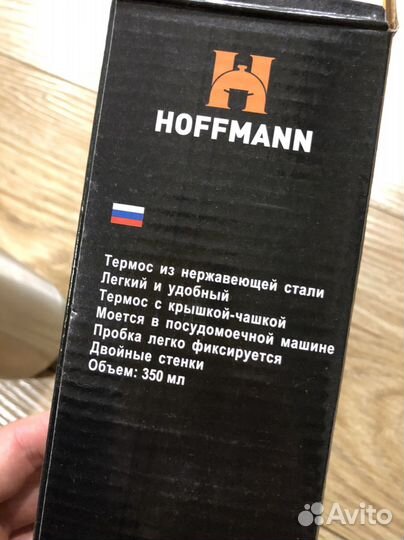 HOFFMANN
Термос из нержавеющей стали
Легкий и удобный
Термос с крышкой-чашкой
Моется в посудомоечной машине
Пробка легко фиксируется
Двойные стенки
Объем: 350 мл
Avito